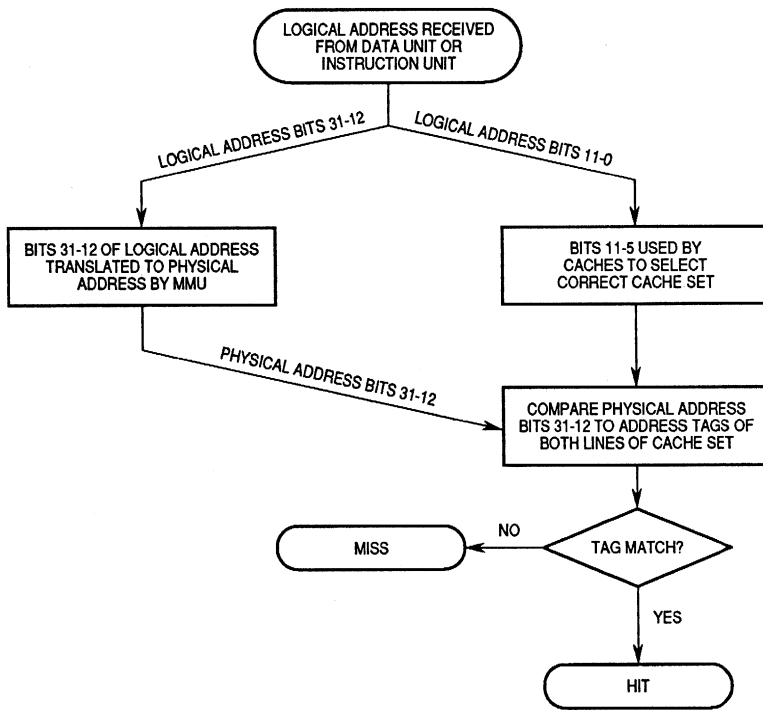 LOGICAL ADDRESS RECEIVED
FROM DATA UNIT OR
INSTRUCTION UNIT
LOGICAL ADDRESS BITS 31-12
LOGICAL ADDRESS BITS 11-0
BITS 31-12 OF LOGICAL ADDRESS
TRANSLATED TO PHYSICAL
ADDRESS BY MMU
BITS 11-5 USED BY
CACHES TO SELECT
CORRECT CACHE SET
PHYSICAL ADDRESS BITS 31-12
COMPARE PHYSICAL ADDRESS
BITS 31-12 TO ADDRESS TAGS OF
BOTH LINES OF CACHE SET
TAG MATCH?
NO
MISS
YES
HIT